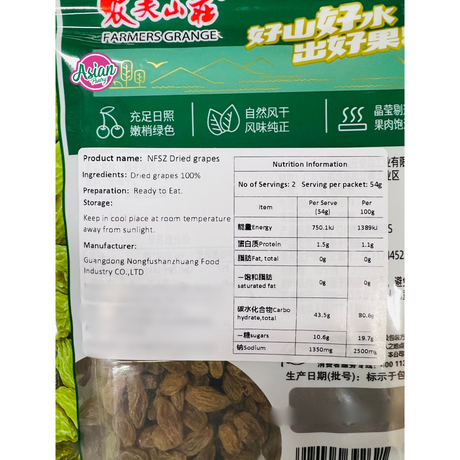 农夫山庄
FARMERS GRANGE
好山好水
出好果
Asian
Pantry
充足日照
嫩梢绿色
自然风干
风味纯正
晶莹剔
果肉饱
Product name: NFSZ Dried grapes
Ingredients: Dried grapes 100%
Preparation: Ready to Eat.
Storage:
Keep in cool place at room temperature
away from sunlight.
Manufacturer:
Guangdong Nongfushanzhuang Food
Industry CO.,LTD
Nutrition Information
No of Servings: 2 Serving per packet: 54g
Item Per Serve (54g) Per 100g
能量Energy 750.1kJ 1389kJ
蛋白质Protein 1.5g 1.1g
脂肪Fat, total 0g 0g
一饱和脂肪 saturated fat 0g 0g
碳水化合物Carbo hydrate,total 43.5g 80.6g
一糖sugars 10.6g 19.7g
钠Sodium 1350mg 2500mg
生产日期(批号): 标示于包